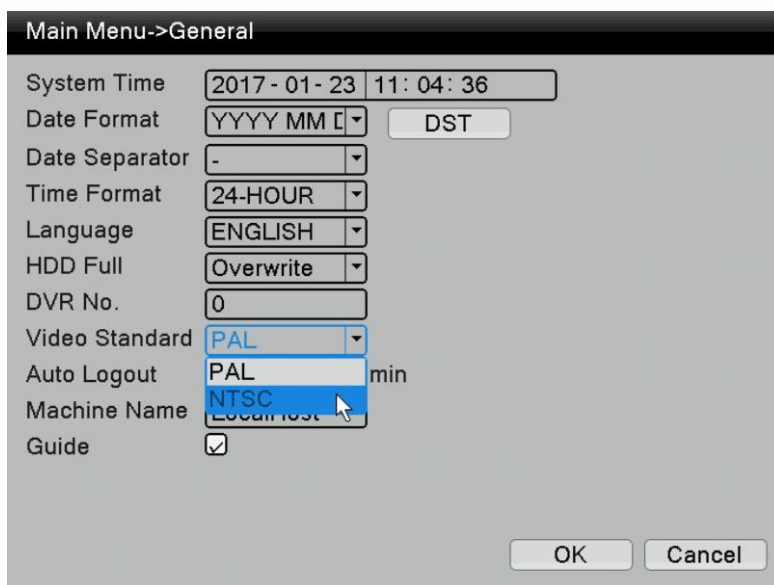 Main Menu->General
System Time 2017-01-23 11:04:36
Date Format YYYY MM D DST
Date Separator -
Time Format 24-HOUR
Language ENGLISH
HDD Full Overwrite
DVR No. 0
Video Standard PAL
Auto Logout PAL min
NTSC
Machine Name
Guide
OK Cancel